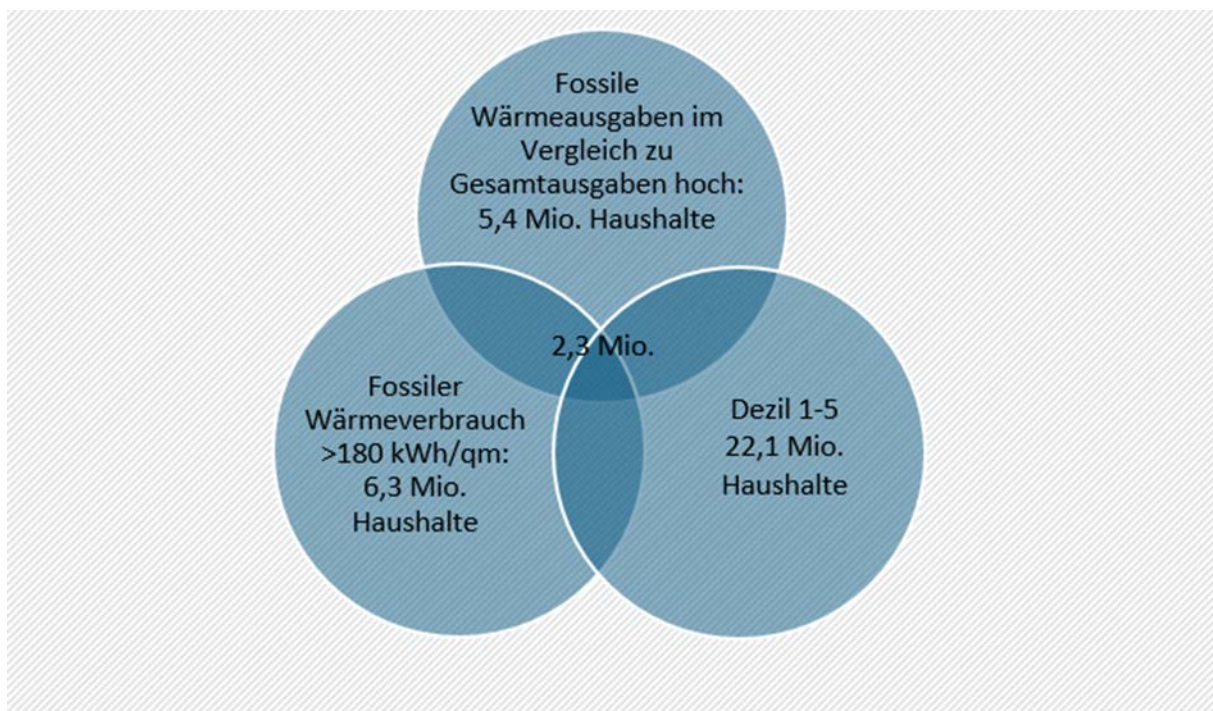 Fossile
Wärmeausgaben im
Vergleich zu
Gesamtausgaben hoch:
5,4 Mio. Haushalte
2,3 Mio.
Fossiler
Wärmeverbrauch
>180 kWh/qm:
6,3 Mio.
Haushalte
Dezil 1-5
22,1 Mio.
Haushalte